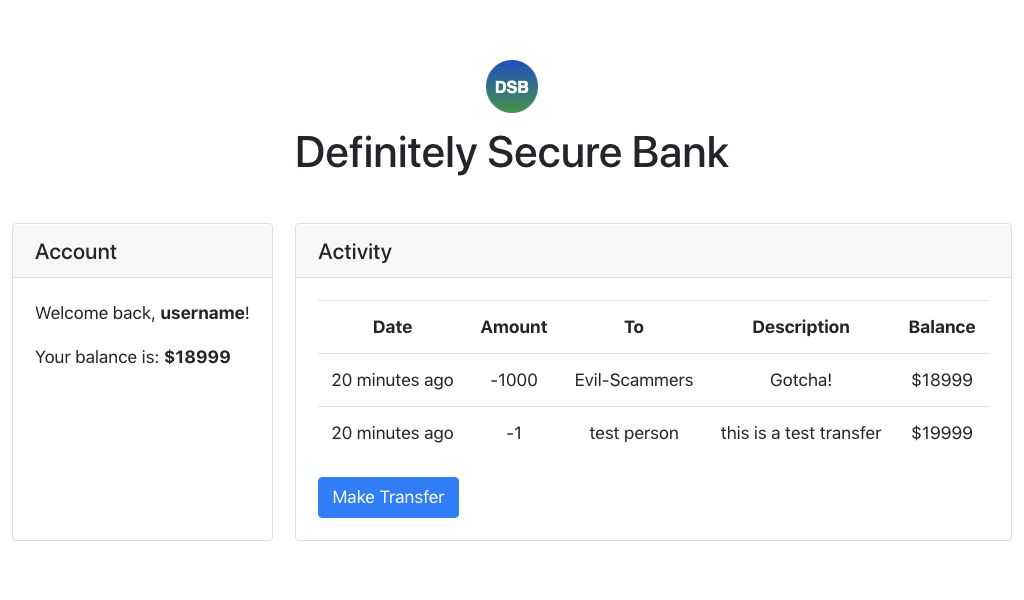 DSB
Definitely Secure Bank
Account
Welcome back, username!
Your balance is: $18999
Activity
Date Amount To Description Balance
20 minutes ago -1000 Evil-Scammers Gotcha! $18999
20 minutes ago -1 test person this is a test transfer $19999
Make Transfer